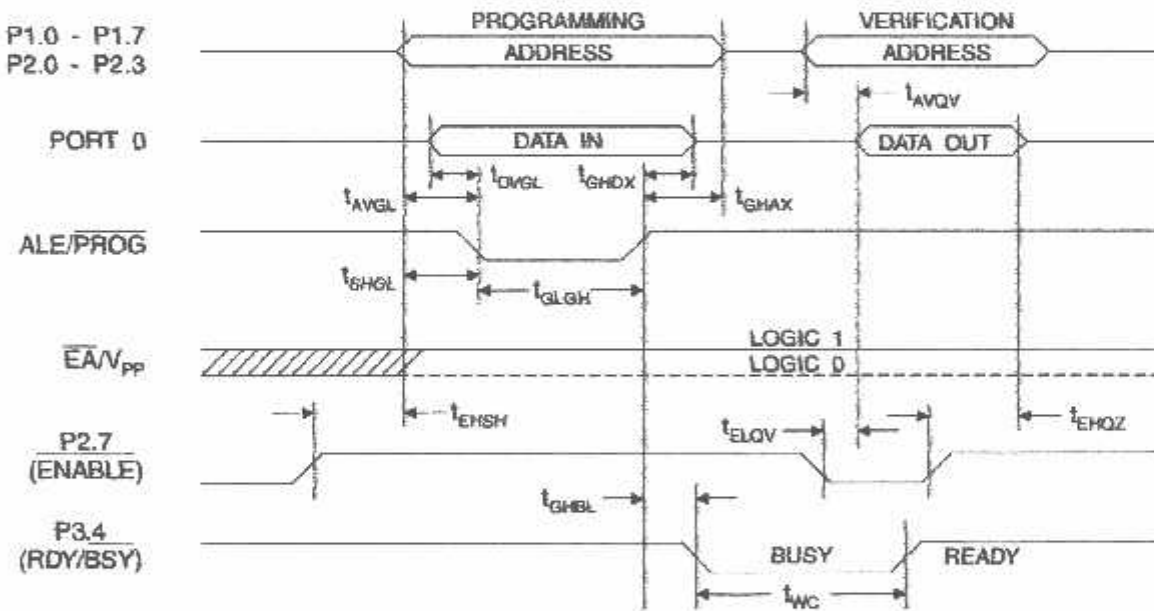 PROGRAMMING
VERIFICATION
P1.0 - P1.7
P2.0 - P2.3
ADDRESS
ADDRESS
tAVQV
PORT 0
DATA IN
DATA OUT
tDVGL
tGHDX
tAVGL
tGHAX
ALE/PROG
tSHGL
tGLGH
LOGIC 1
EA/VPP
LOGIC 0
tEHSH
tELQV
tEHQZ
P2.7
(ENABLE)
tGHBL
P3.4
(RDY/BSY)
BUSY
READY
tWC